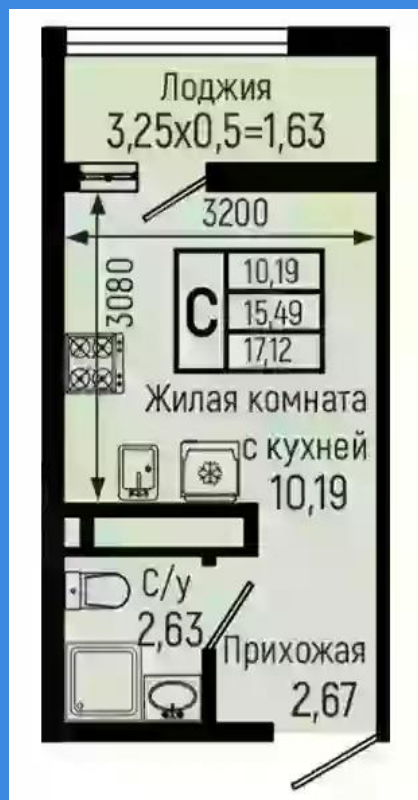 Лоджия
3,25x0,5=1,63
3200
3080
С
10,19
15,49
17,12
Жилая комната
с кухней
10,19
С/у
2,63
Прихожая
2,67